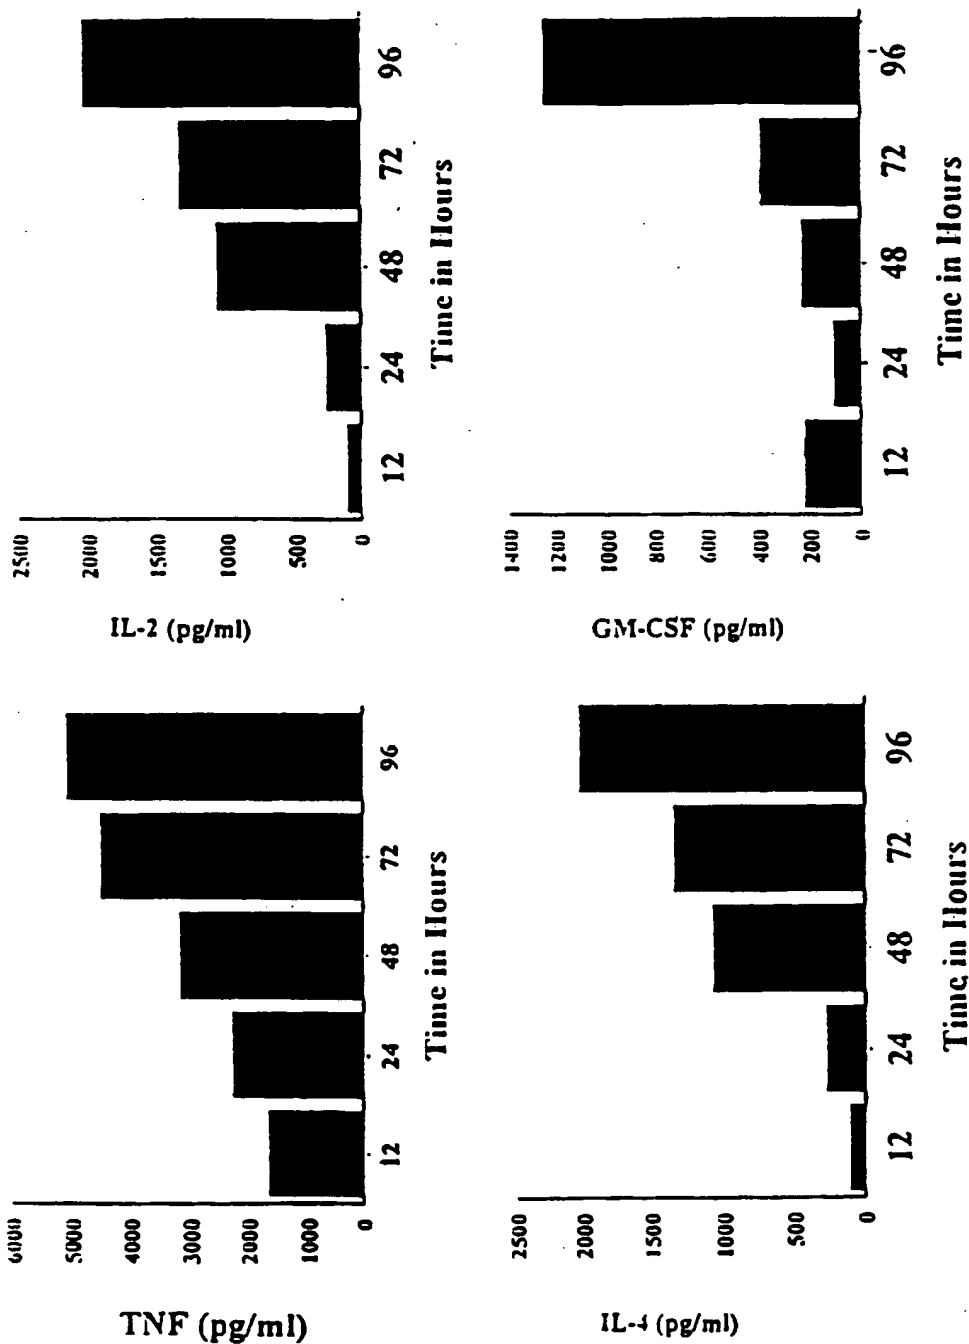 TNF (pg/ml)
6000
5000
4000
3000
2000
1000
0
12 24 48 72 96
Time in Hours
IL-2 (pg/ml)
2500
2000
1500
1000
500
0
12 24 48 72 96
Time in Hours
IL-4 (pg/ml)
2500
2000
1500
1000
500
0
12 24 48 72 96
Time in Hours
GM-CSF (pg/ml)
1400
1200
1000
800
600
400
200
0
12 24 48 72 96
Time in Hours